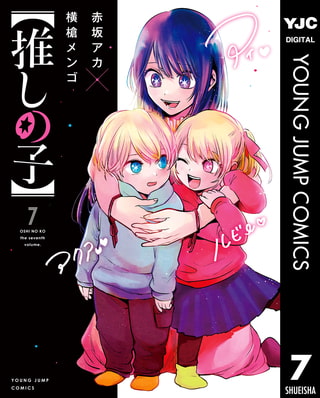 赤坂アカ×
横槍メンゴ
【推しの子】
7
OSHI NO KO
the seventh
volume.
アイ♡
アクア♡
ルビー♡
YOUNG JUMP
COMICS
YJC
DIGITAL
YOUNG JUMP COMICS
7
SHUEISHA